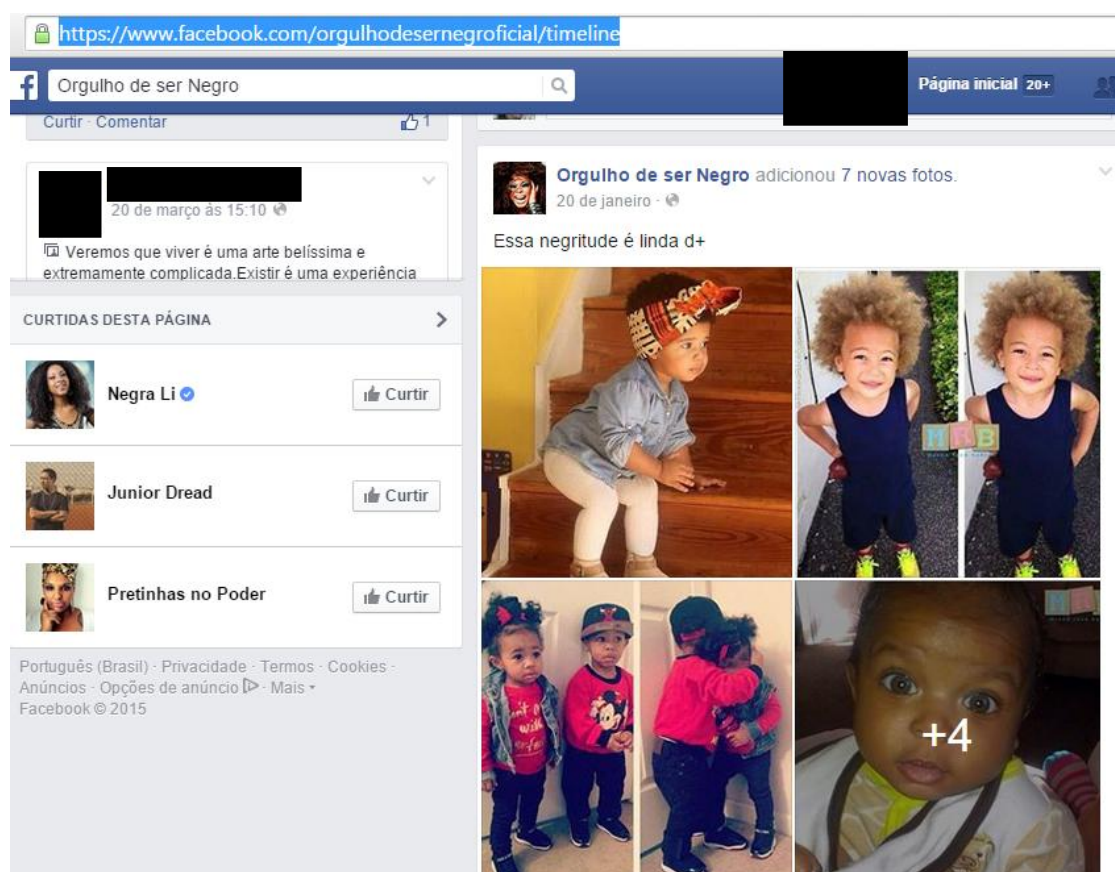 https://www.facebook.com/orgulhodesernegroficial/timeline
f
Orgulho de ser Negro
Página inicial 20+
Curtir · Comentar
1
20 de março às 15:10
Veremos que viver é uma arte belíssima e
extremamente complicada.Existir é uma experiência
CURTIDAS DESTA PÁGINA
Negra Li
Curtir
Junior Dread
Curtir
Pretinhas no Poder
Curtir
Português (Brasil) · Privacidade · Termos · Cookies ·
Anúncios · Opções de anúncio · Mais
Facebook © 2015
Orgulho de ser Negro adicionou 7 novas fotos.
20 de janeiro ·
Essa negritude é linda d+
MRB
+4